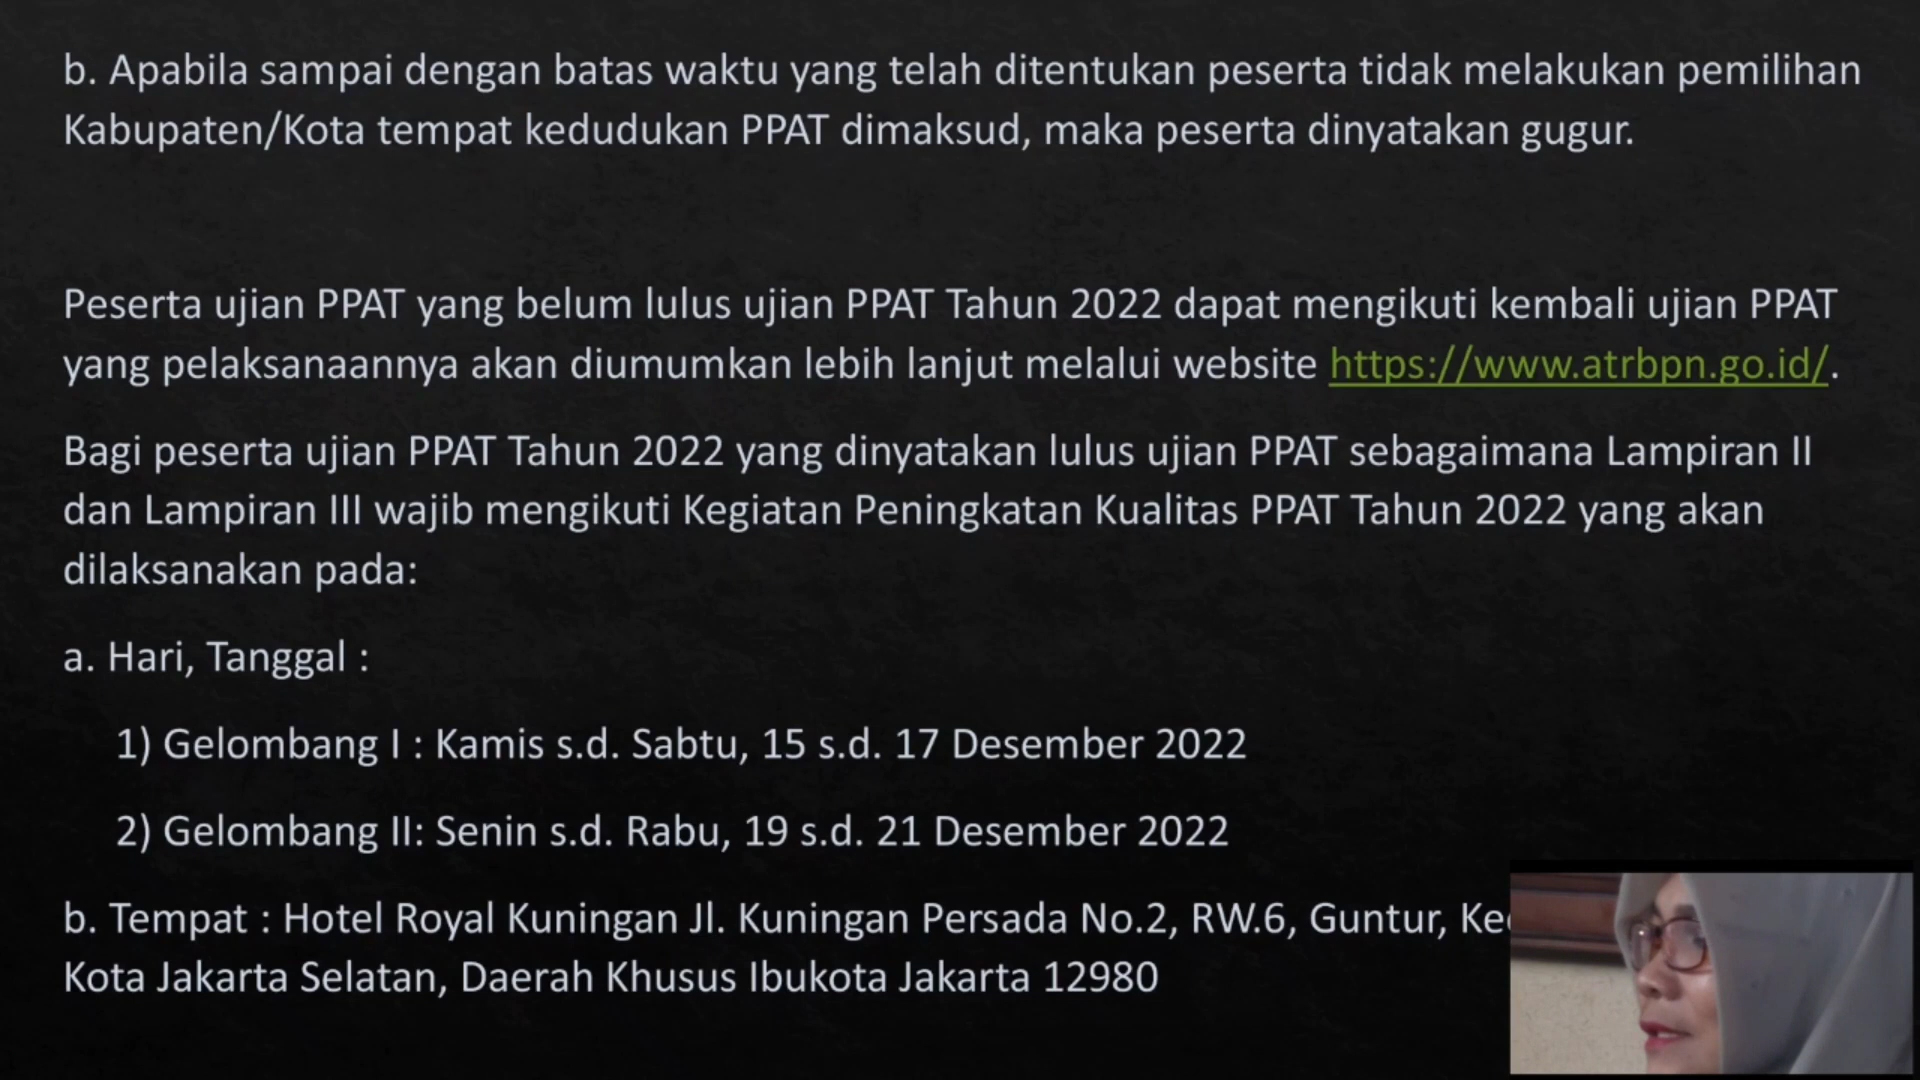 b. Apabila sampai dengan batas waktu yang telah ditentukan peserta tidak melakukan pemilihan
Kabupaten/Kota tempat kedudukan PPAT dimaksud, maka peserta dinyatakan gugur.
Peserta ujian PPAT yang belum lulus ujian PPAT Tahun 2022 dapat mengikuti kembali ujian PPAT
yang pelaksanaannya akan diumumkan lebih lanjut melalui website https://www.atrbpn.go.id/.
Bagi peserta ujian PPAT Tahun 2022 yang dinyatakan lulus ujian PPAT sebagaimana Lampiran II
dan Lampiran III wajib mengikuti Kegiatan Peningkatan Kualitas PPAT Tahun 2022 yang akan
dilaksanakan pada:
a. Hari, Tanggal :
1) Gelombang I : Kamis s.d. Sabtu, 15 s.d. 17 Desember 2022
2) Gelombang II: Senin s.d. Rabu, 19 s.d. 21 Desember 2022
b. Tempat : Hotel Royal Kuningan Jl. Kuningan Persada No.2, RW.6, Guntur,
Kota Jakarta Selatan, Daerah Khusus Ibukota Jakarta 12980